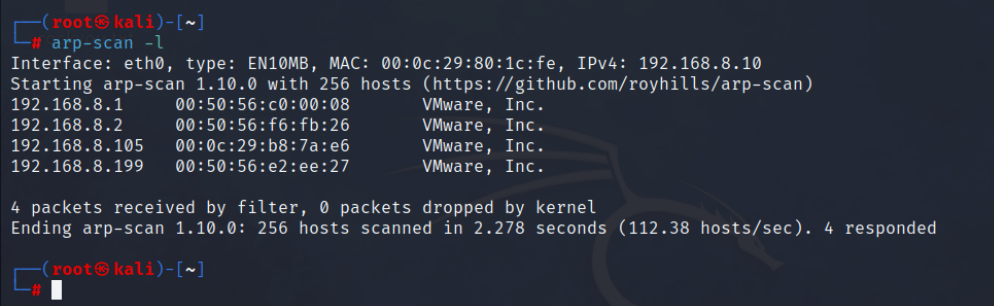 ┌──(root㉿kali)-[~]
└─# arp-scan -l
Interface: eth0, type: EN10MB, MAC: 00:0c:29:80:1c:fe, IPv4: 192.168.8.10
Starting arp-scan 1.10.0 with 256 hosts (https://github.com/royhills/arp-scan)
192.168.8.1     00:50:56:c0:00:08       VMware, Inc.
192.168.8.2     00:50:56:f6:fb:26       VMware, Inc.
192.168.8.105   00:0c:29:b8:7a:e6       VMware, Inc.
192.168.8.199   00:50:56:e2:ee:27       VMware, Inc.
4 packets received by filter, 0 packets dropped by kernel
Ending arp-scan 1.10.0: 256 hosts scanned in 2.278 seconds (112.38 hosts/sec). 4 responded
┌──(root㉿kali)-[~]
└─#